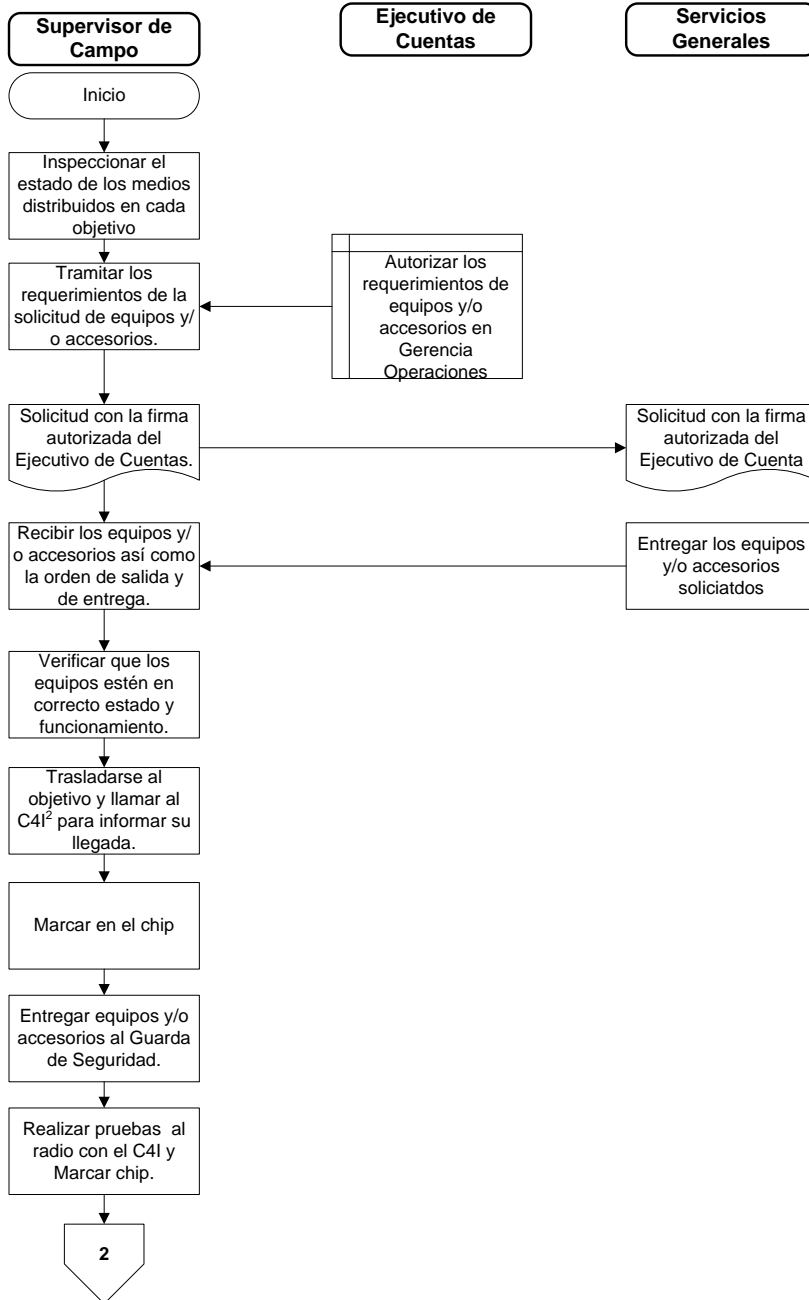 Supervisor de
Campo
Ejecutivo de
Cuentas
Servicios
Generales
Inicio
Inspeccionar el
estado de los medios
distribuidos en cada
objetivo
Tramitar los
requerimientos de la
solicitud de equipos y/
o accesorios.
Autorizar los
requerimientos de
equipos y/o
accesorios en
Gerencia
Operaciones
Solicitud con la firma
autorizada del
Ejecutivo de Cuentas.
Solicitud con la firma
autorizada del
Ejecutivo de Cuenta
Recibir los equipos y/
o accesorios así como
la orden de salida y
de entrega.
Entregar los equipos
y/o accesorios
soliciatdos
Verificar que los
equipos estén en
correcto estado y
funcionamiento.
Trasladarse al
objetivo y llamar al
C4I² para informar su
llegada.
Marcar en el chip
Entregar equipos y/o
accesorios al Guarda
de Seguridad.
Realizar pruebas al
radio con el C4I y
Marcar chip.
2